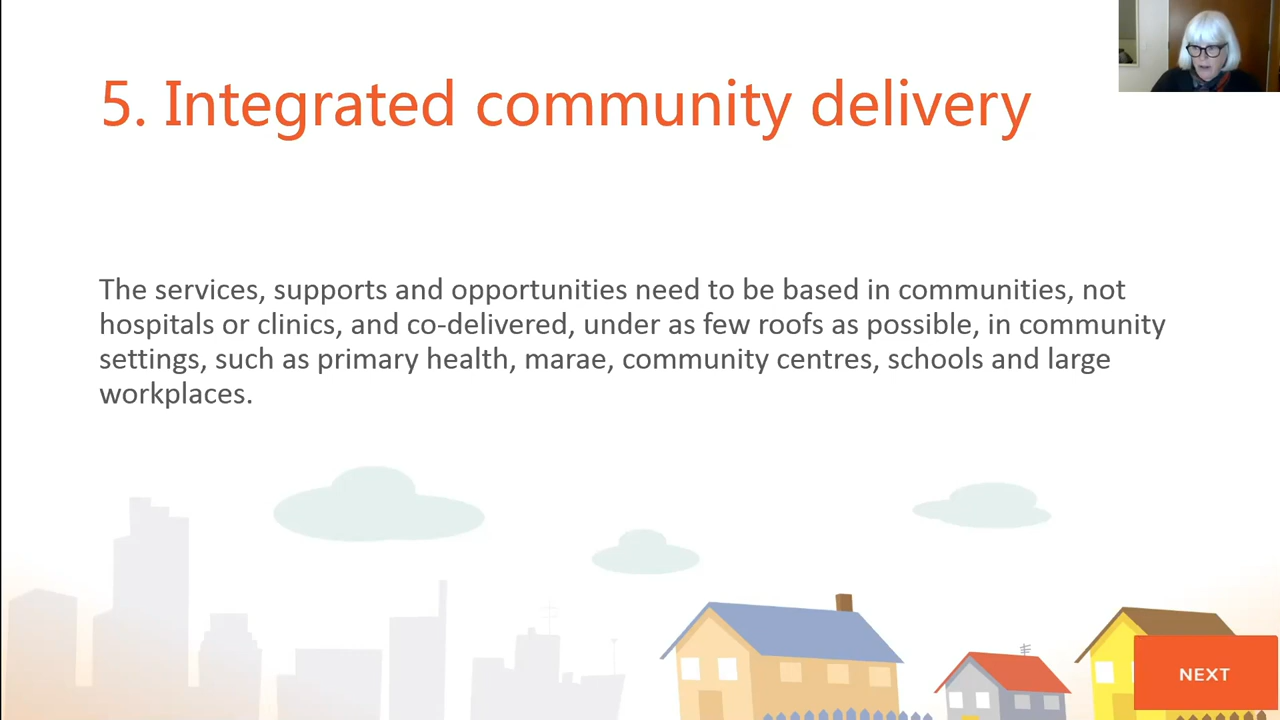 5. Integrated community delivery
The services, supports and opportunities need to be based in communities, not
hospitals or clinics, and co-delivered, under as few roofs as possible, in community
settings, such as primary health, marae, community centres, schools and large
workplaces.
NEXT